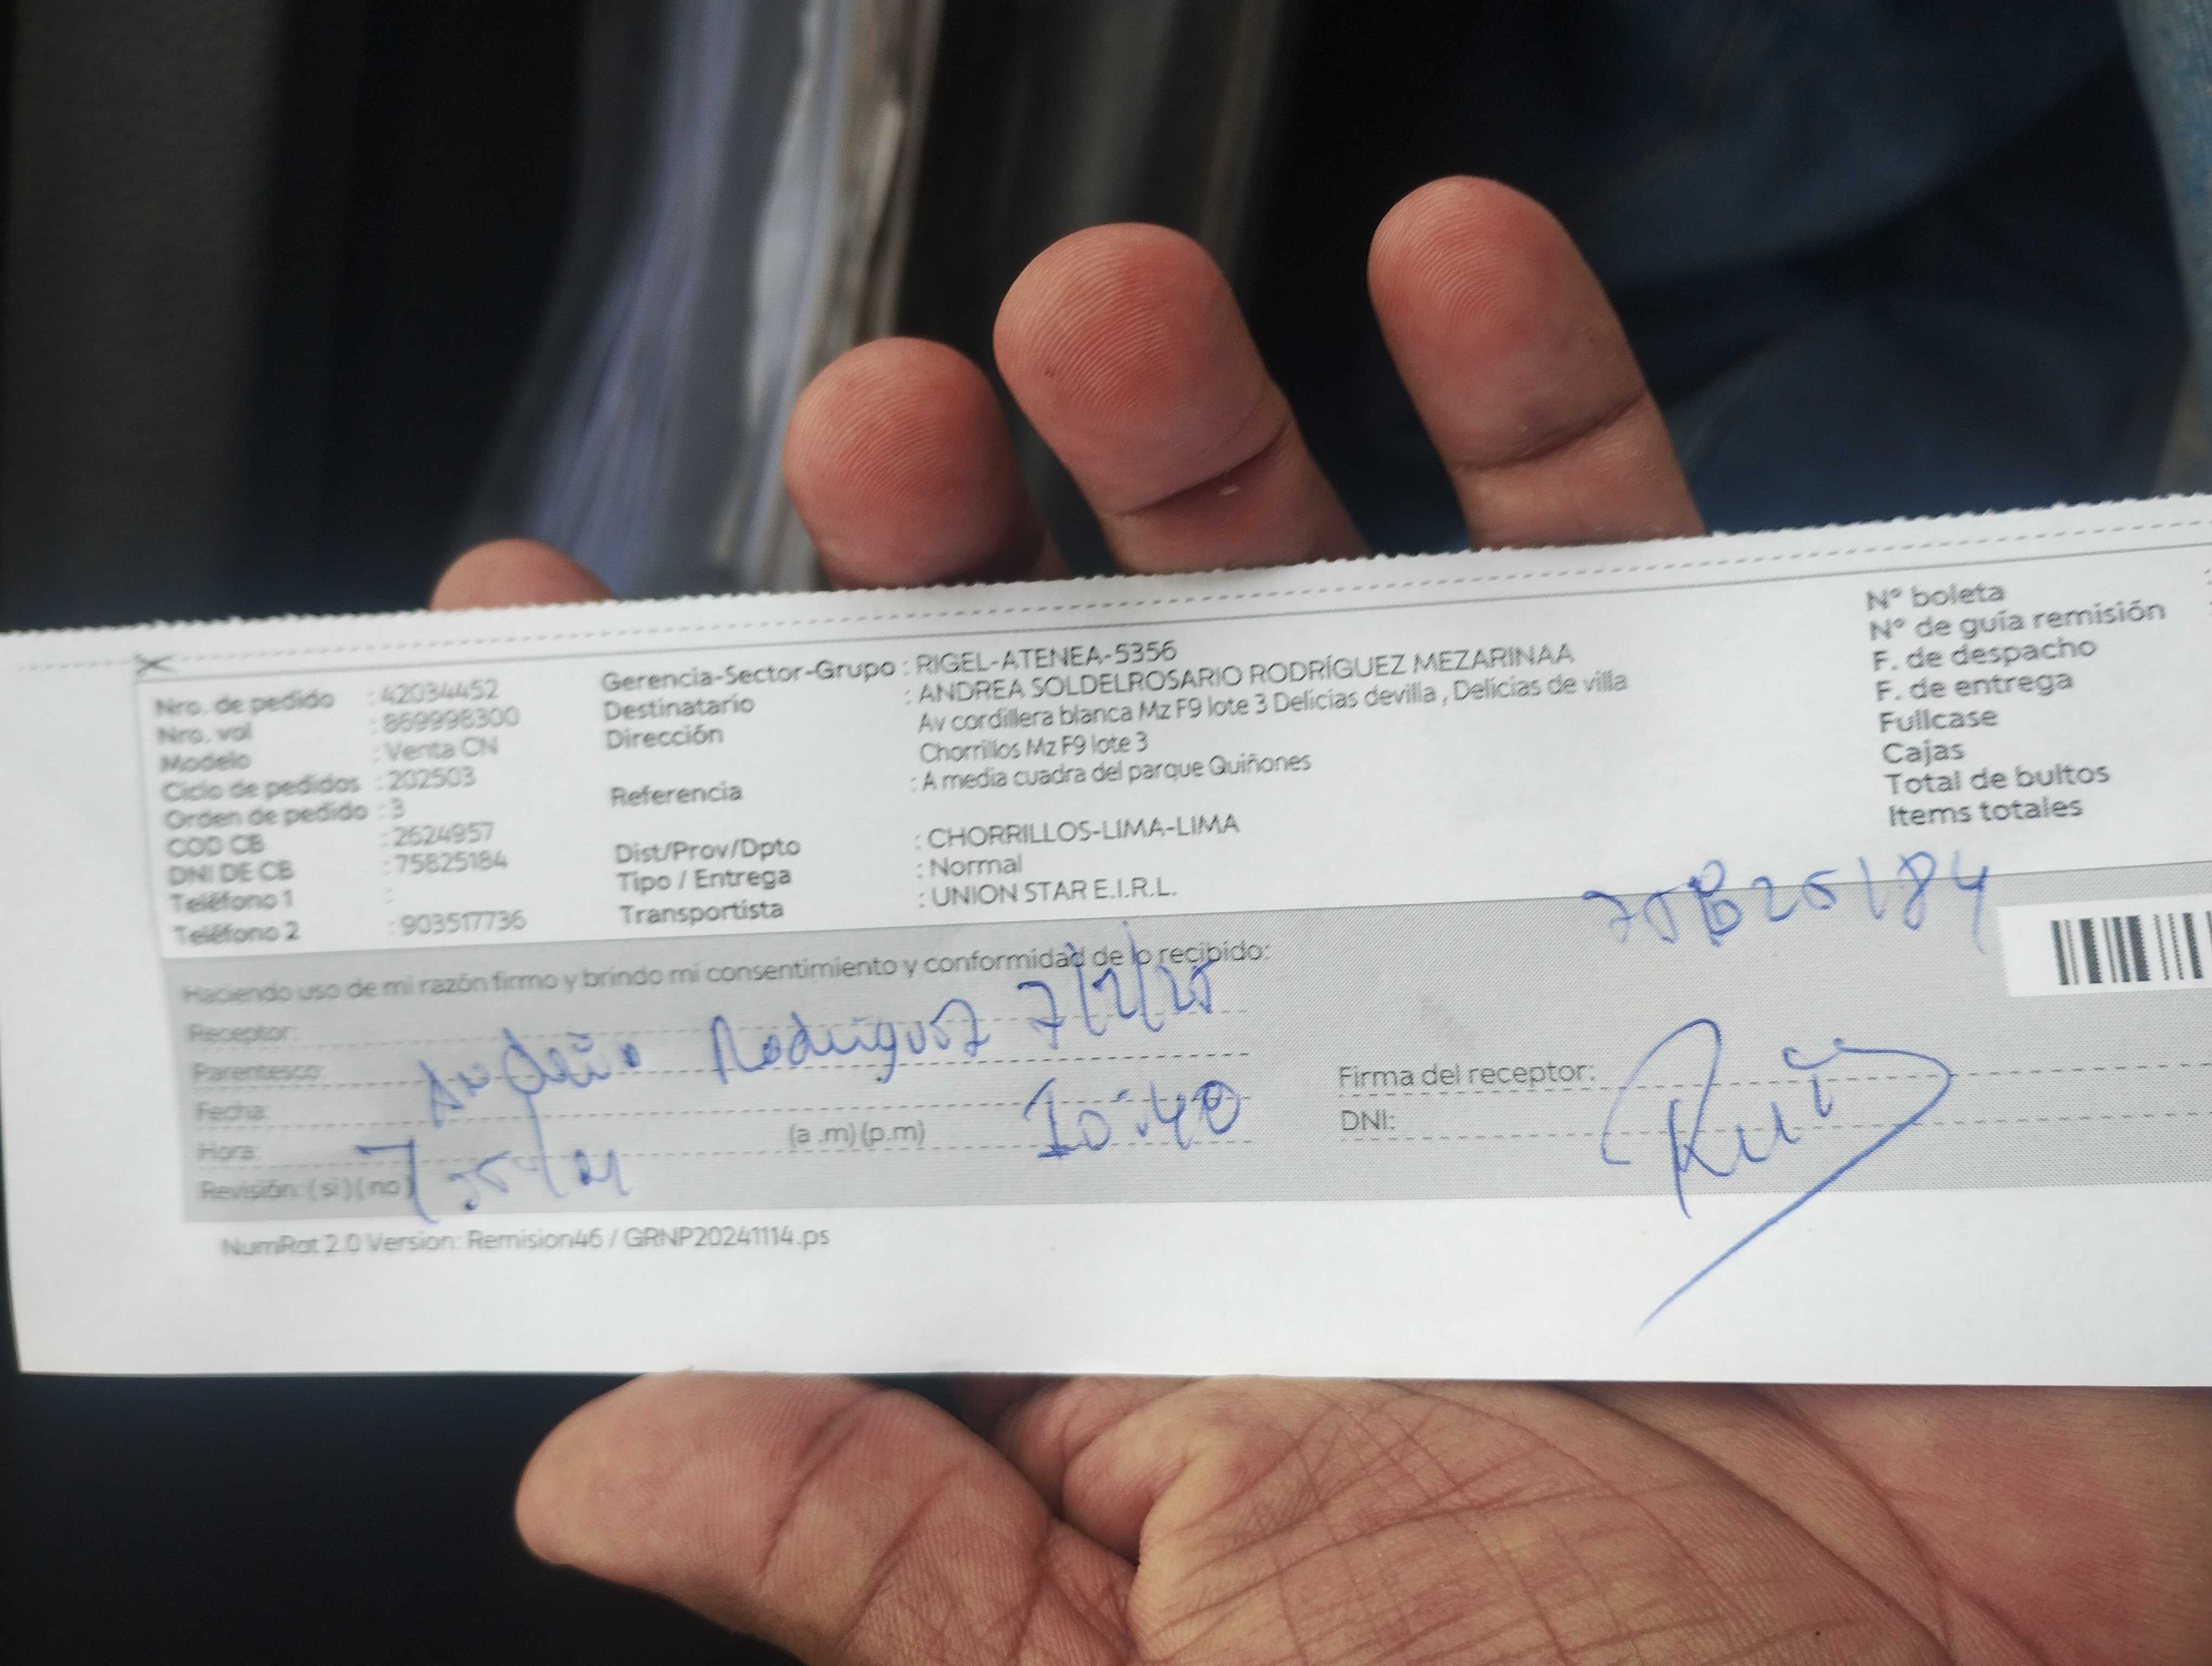 Nro. de pedido : 42034452
Nro. vol : 869998300
Modelo : Venta CN
Ciclo de pedidos : 202503
Orden de pedido : 3
COD CB : 2624957
DNI DE CB : 75825184
Teléfono 1 :
Teléfono 2 : 903517736
Gerencia-Sector-Grupo : RIGEL-ATENEA-5356
Destinatario : ANDREA SOLDELROSARIO RODRÍGUEZ MEZARINAA
Dirección Av cordillera blanca Mz F9 lote 3 Delicias devilla , Delicias de villa
Chorrillos Mz F9 lote 3
Referencia : A media cuadra del parque Quiñones
Dist/Prov/Dpto : CHORRILLOS-LIMA-LIMA
Tipo / Entrega : Normal
Transportista : UNION STAR E.I.R.L.
N° boleta
N° de guía remisión
F. de despacho
F. de entrega
Fullcase
Cajas
Total de bultos
Items totales
75825184
Haciendo uso de mi razón firmo y brindo mi consentimiento y conformidad de lo recibido:
Receptor:
Rodriguez 7/2/25
Parentesco:
Fecha:
Hora: (a .m) (p.m) 10:40
Revisión: ( si ) ( no )
Firma del receptor:
DNI:
NumRot 2.0 Version: Remision46 / GRNP20241114.ps